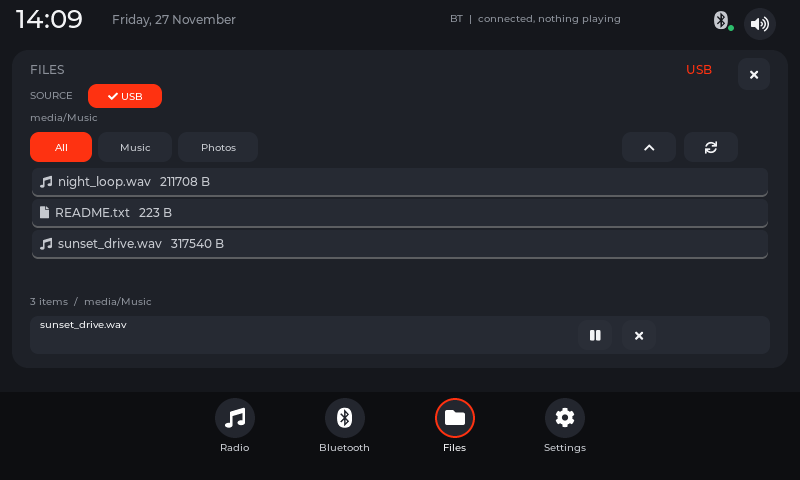 14:09 Friday, 27 November BT | connected, nothing playing
FILES USB
SOURCE USB
media/Music
All Music Photos
night_loop.wav 211708 B
README.txt 223 B
sunset_drive.wav 317540 B
3 items / media/Music
sunset_drive.wav
Radio Bluetooth Files Settings